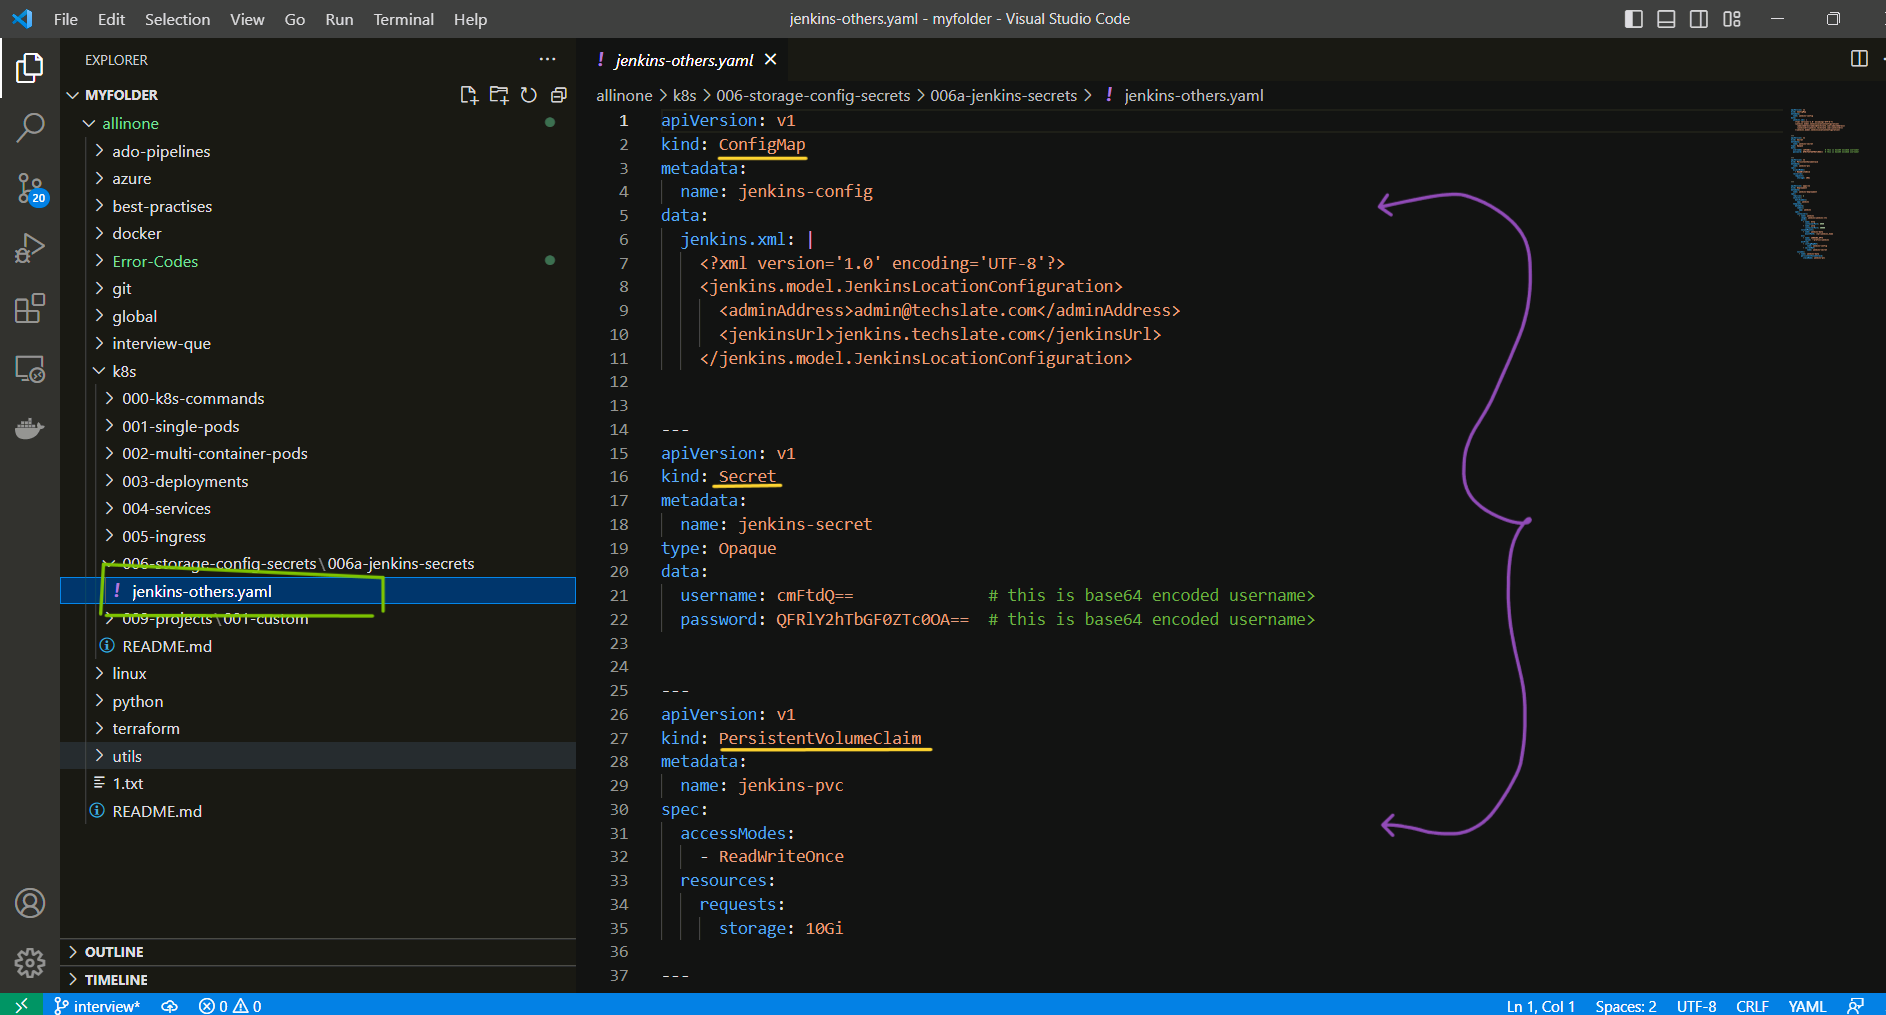 File Edit Selection View Go Run Terminal Help
jenkins-others.yaml - myfolder - Visual Studio Code
EXPLORER
MYFOLDER
allinone
ado-pipelines
azure
best-practises
docker
Error-Codes
git
global
interview-que
k8s
000-k8s-commands
001-single-pods
002-multi-container-pods
003-deployments
004-services
005-ingress
006-storage-config-secrets\006a-jenkins-secrets
! jenkins-others.yaml
009-projects\001-custom
README.md
linux
python
terraform
utils
1.txt
README.md
OUTLINE
TIMELINE
20
! jenkins-others.yaml
allinone > k8s > 006-storage-config-secrets > 006a-jenkins-secrets > ! jenkins-others.yaml
1 apiVersion: v1
2 kind: ConfigMap
3 metadata:
4 name: jenkins-config
5 data:
6 jenkins.xml: |
7 <?xml version='1.0' encoding='UTF-8'?>
8 <jenkins.model.JenkinsLocationConfiguration>
9 <adminAddress>admin@techslate.com</adminAddress>
10 <jenkinsUrl>jenkins.techslate.com</jenkinsUrl>
11 </jenkins.model.JenkinsLocationConfiguration>
12
13
14 ---
15 apiVersion: v1
16 kind: Secret
17 metadata:
18 name: jenkins-secret
19 type: Opaque
20 data:
21 username: cmFtdQ== # this is base64 encoded username>
22 password: QFRlY2hTbGF0ZTc0OA== # this is base64 encoded username>
23
24
25 ---
26 apiVersion: v1
27 kind: PersistentVolumeClaim
28 metadata:
29 name: jenkins-pvc
30 spec:
31 accessModes:
32 - ReadWriteOnce
33 resources:
34 requests:
35 storage: 10Gi
36
37 ---
interview* 0 0 Ln 1, Col 1 Spaces: 2 UTF-8 CRLF YAML